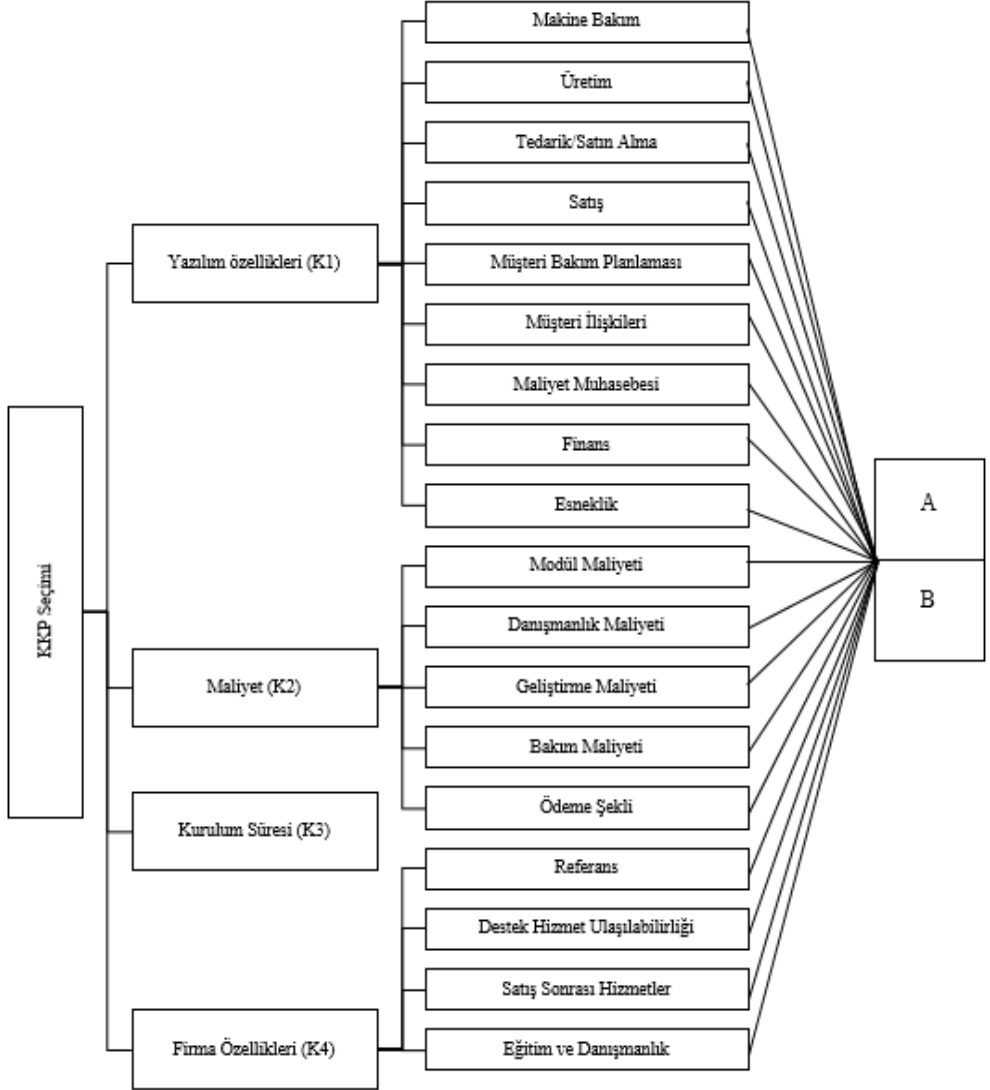 KKP Seçimi
Yazılım özellikleri (K1)
Maliyet (K2)
Kurulum Süresi (K3)
Firma Özellikleri (K4)
Makine Bakım
Üretim
Tedarik/Satın Alma
Satış
Müşteri Bakım Planlaması
Müşteri İlişkileri
Maliyet Muhasebesi
Finans
Esneklik
Modül Maliyeti
Danışmanlık Maliyeti
Geliştirme Maliyeti
Bakım Maliyeti
Ödeme Şekli
Referans
Destek Hizmet Ulaşılabilirliği
Satış Sonrası Hizmetler
Eğitim ve Danışmanlık
A
B